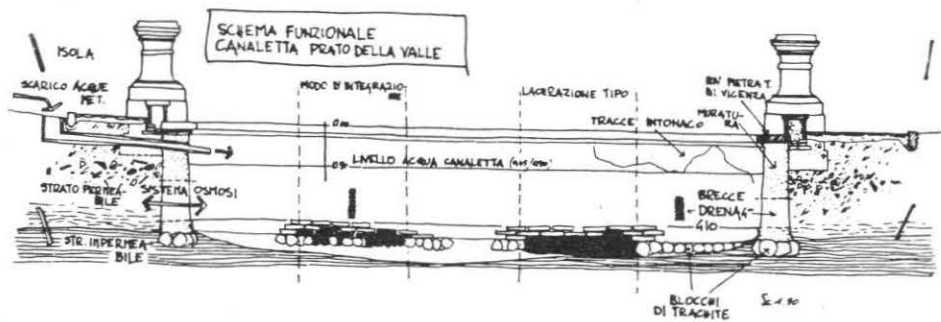 SCHEMA FUNZIONALE
CANALETTA PRATO DELLA VALLE
ISOLA
SCARICO ACQUE
MET.
MODO D'INTEGRAZIO
NE
LACERAZIONE TIPO
PIETRA T.
DI VICENZA
MURATU
RA
TRACCE INTONACO
LIVELLO ACQUA CANALETTA
STRATO PERMEA
BILE
SISTEMA OSMOSI
BRECCE
DRENAG
GIO
STR. IMPERMEA
BILE
BLOCCHI
DI TRACHITE